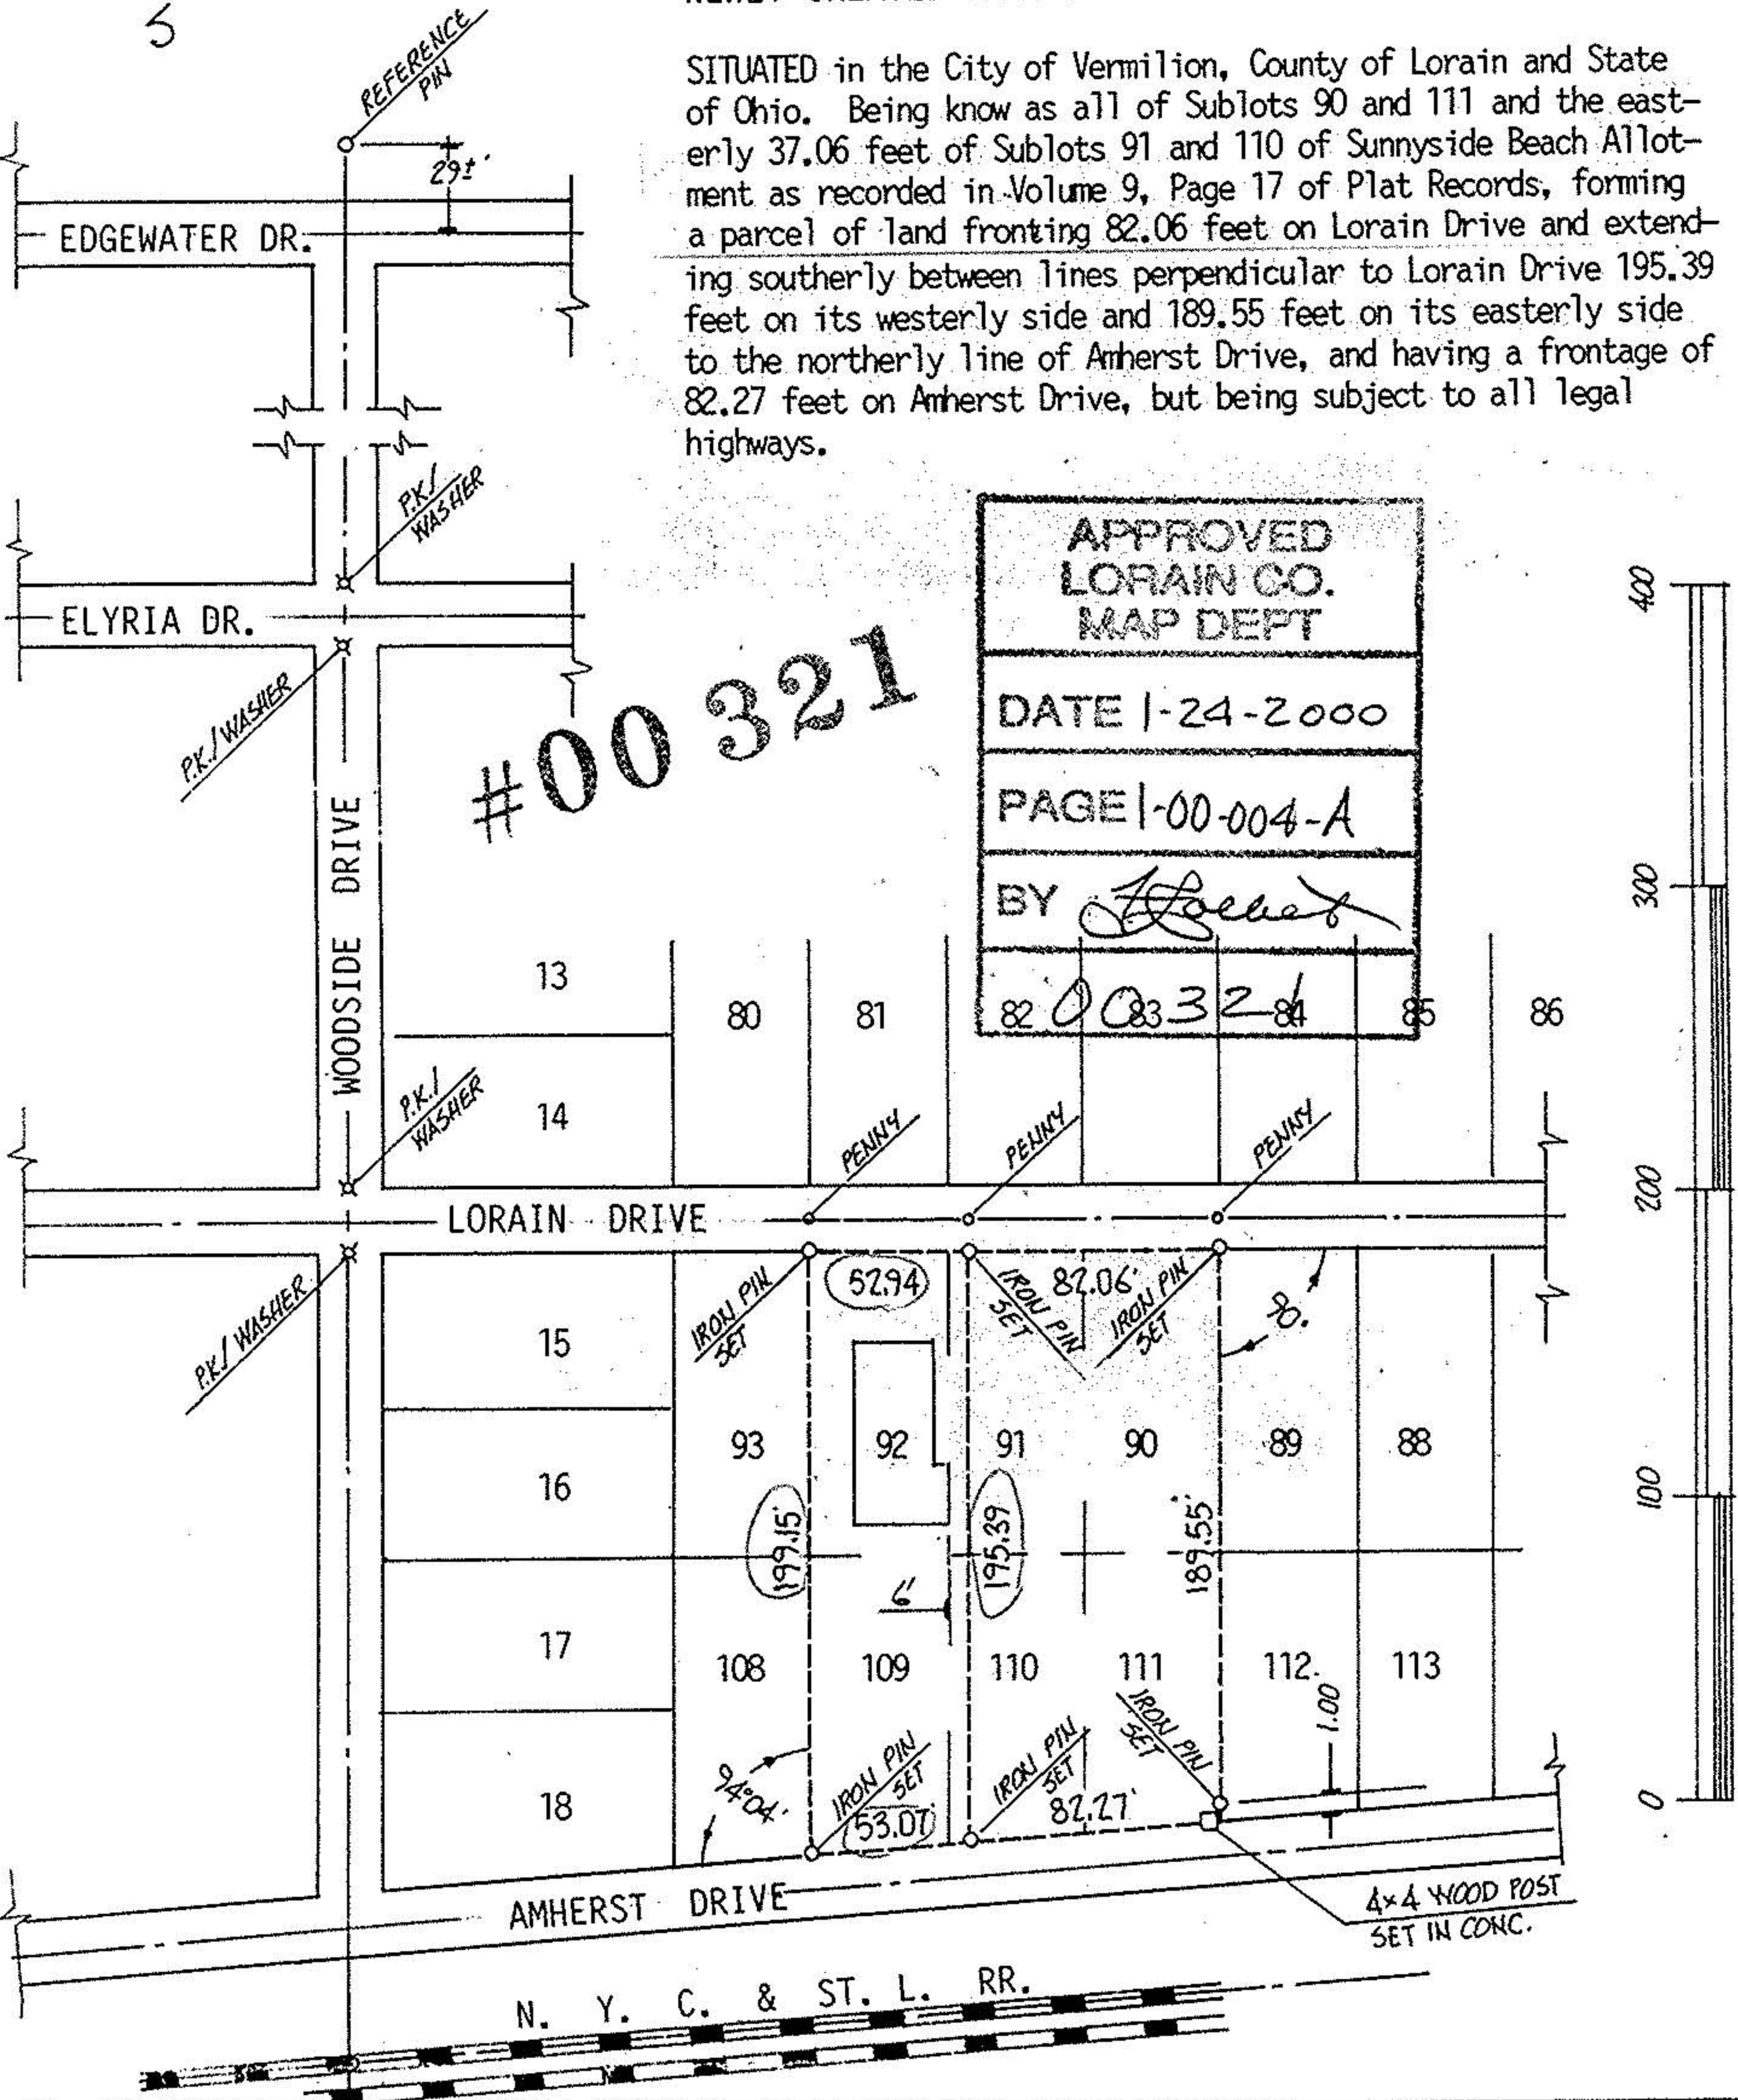 5
REFERENCE
PIN
29±'
EDGEWATER DR.
SITUATED in the City of Vermilion, County of Lorain and State
of Ohio. Being know as all of Sublots 90 and 111 and the east-
erly 37.06 feet of Sublots 91 and 110 of Sunnyside Beach Allot-
ment as recorded in Volume 9, Page 17 of Plat Records, forming
a parcel of land fronting 82.06 feet on Lorain Drive and extend-
ing southerly between lines perpendicular to Lorain Drive 195.39
feet on its westerly side and 189.55 feet on its easterly side
to the northerly line of Amherst Drive, and having a frontage of
82.27 feet on Amherst Drive, but being subject to all legal
highways.
P.K./
WASHER
ELYRIA DR.
P.K./WASHER
#00 321
APPROVED
LORAIN CO.
MAP DEPT
DATE 1-24-2000
PAGE 1-00-004-A
BY
00321
WOODSIDE DRIVE
400
300
200
100
0
13
80
81
82
83
84
85
86
14
P.K./
WASHER
PENNY
PENNY
PENNY
LORAIN DRIVE
P.K./WASHER
IRON PIN
SET
52.94
IRON PIN
SET
82.06'
IRON PIN
SET
90°
15
93
92
91
90
89
88
16
199.15'
195.39
189.55'
6'
17
108
109
110
111
112
113
18
94°04'
IRON PIN
SET
53.07
IRON PIN
SET
82.27'
IRON PIN
SET
1.00
AMHERST DRIVE
4x4 WOOD POST
SET IN CONC.
N. Y. C. & ST. L. RR.